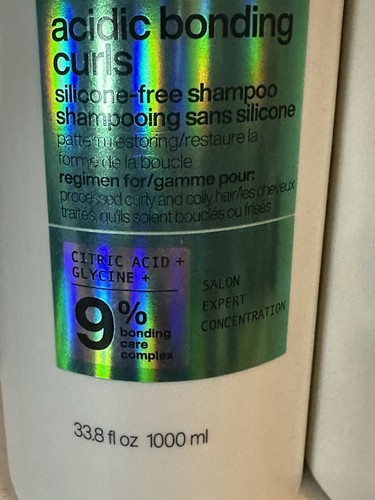 acidic bonding
curls
silicone-free shampoo
shampooing sans silicone
pattern restoring/restaure la
forme de la boucle
regimen for/gamme pour:
processed curly and coily hair/les cheveux
traités, qu'ils soient bouclés ou frisés
CITRIC ACID +
GLYCINE +
9%
bonding
care
complex
SALON
EXPERT
CONCENTRATION
33.8 fl oz 1000 ml